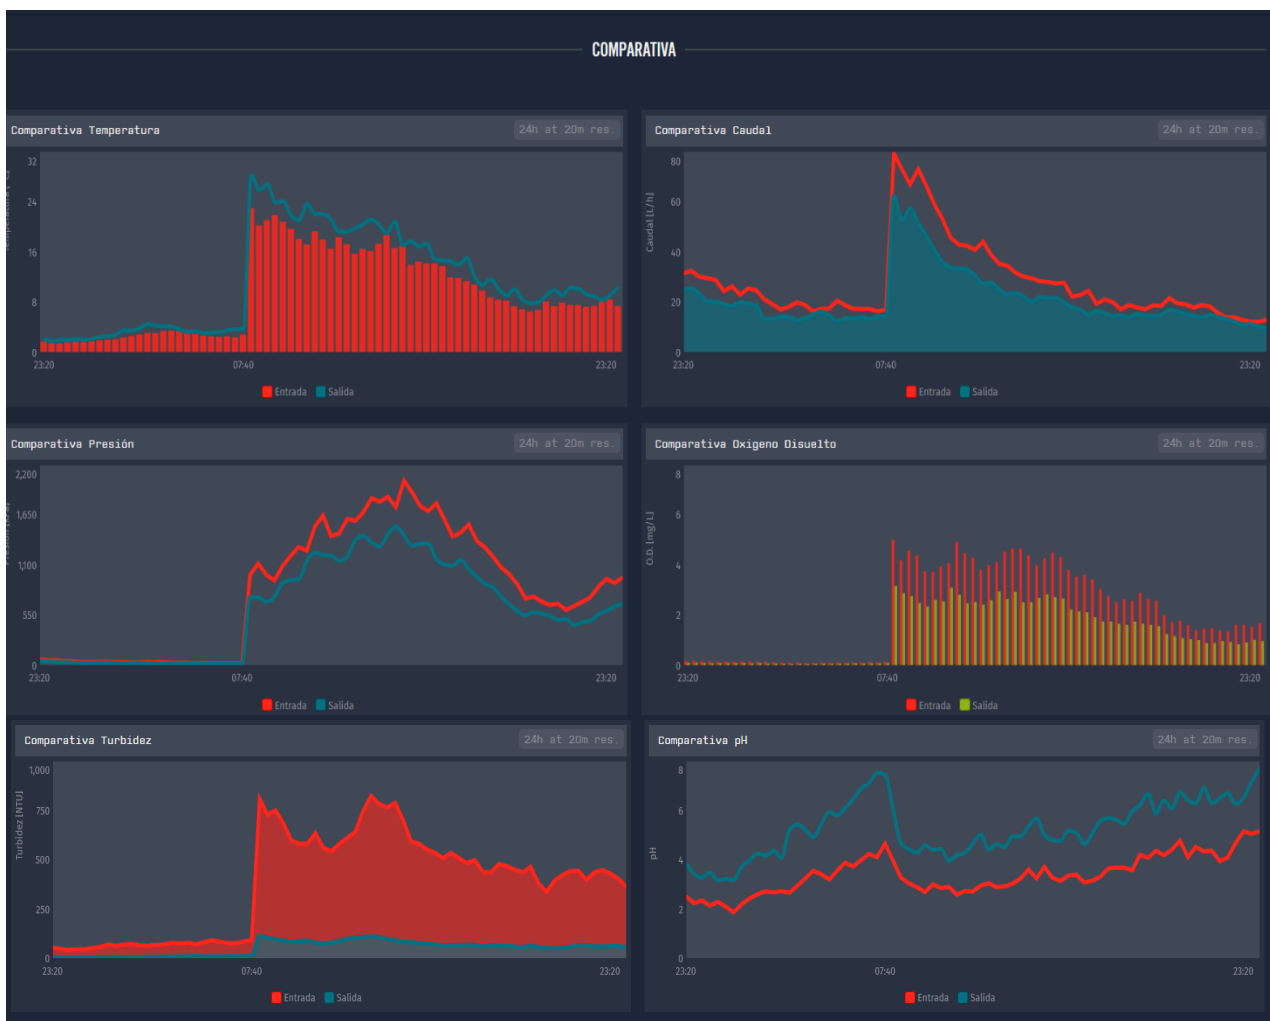 COMPARATIVA
Comparativa Temperatura
24h at 20m res.
32
24
16
8
0
23:20
07:40
23:20
Entrada
Salida
Comparativa Caudal
24h at 20m res.
Caudal [L/h]
80
60
40
20
0
23:20
07:40
23:20
Entrada
Salida
Comparativa Presión
24h at 20m res.
2,200
1,650
1,100
550
0
23:20
07:40
23:20
Entrada
Salida
Comparativa Oxigeno Disuelto
24h at 20m res.
O.D. [mg/L]
8
6
4
2
0
23:20
07:40
23:20
Entrada
Salida
Comparativa Turbidez
24h at 20m res.
Turbidez [NTU]
1,000
750
500
250
0
23:20
07:40
23:20
Entrada
Salida
Comparativa pH
24h at 20m res.
pH
8
6
4
2
0
23:20
07:40
23:20
Entrada
Salida